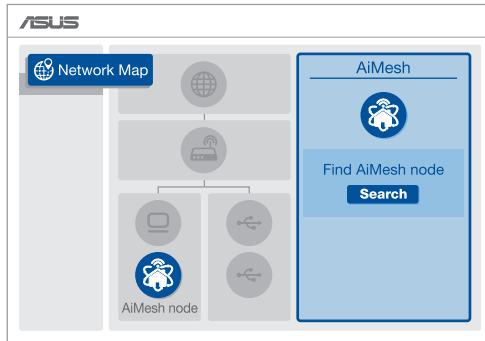 ASUS
Network Map
AiMesh
Find AiMesh node
Search
AiMesh node